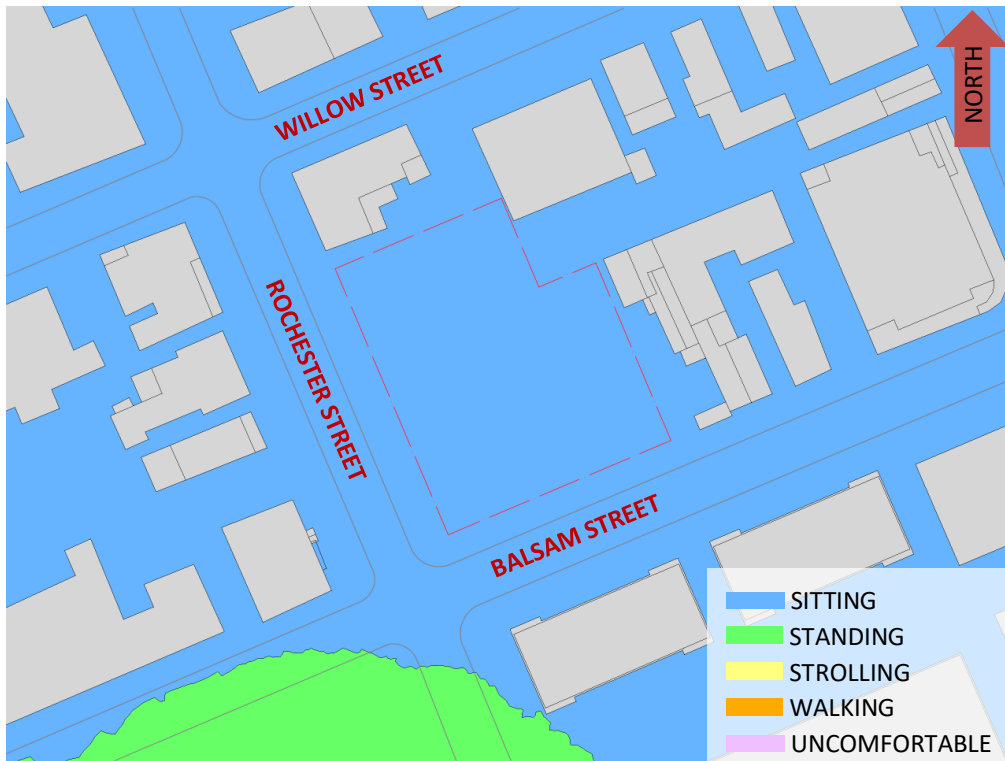 WILLOW STREET
NORTH
ROCHESTER STREET
BALSAM STREET
SITTING
STANDING
STROLLING
WALKING
UNCOMFORTABLE